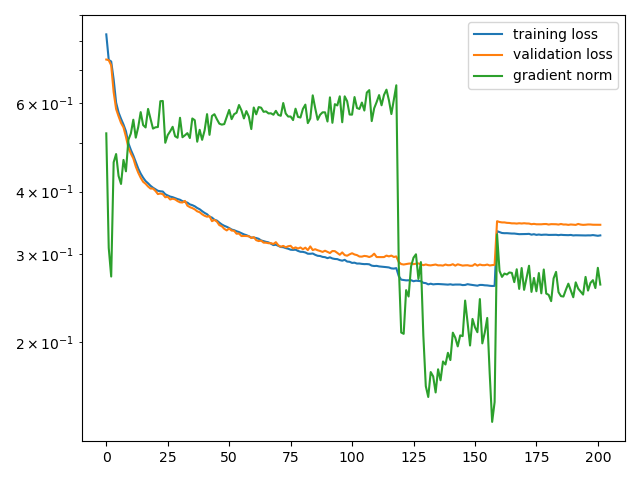 training loss
validation loss
gradient norm
6 × 10⁻¹
4 × 10⁻¹
3 × 10⁻¹
2 × 10⁻¹
0 25 50 75 100 125 150 175 200